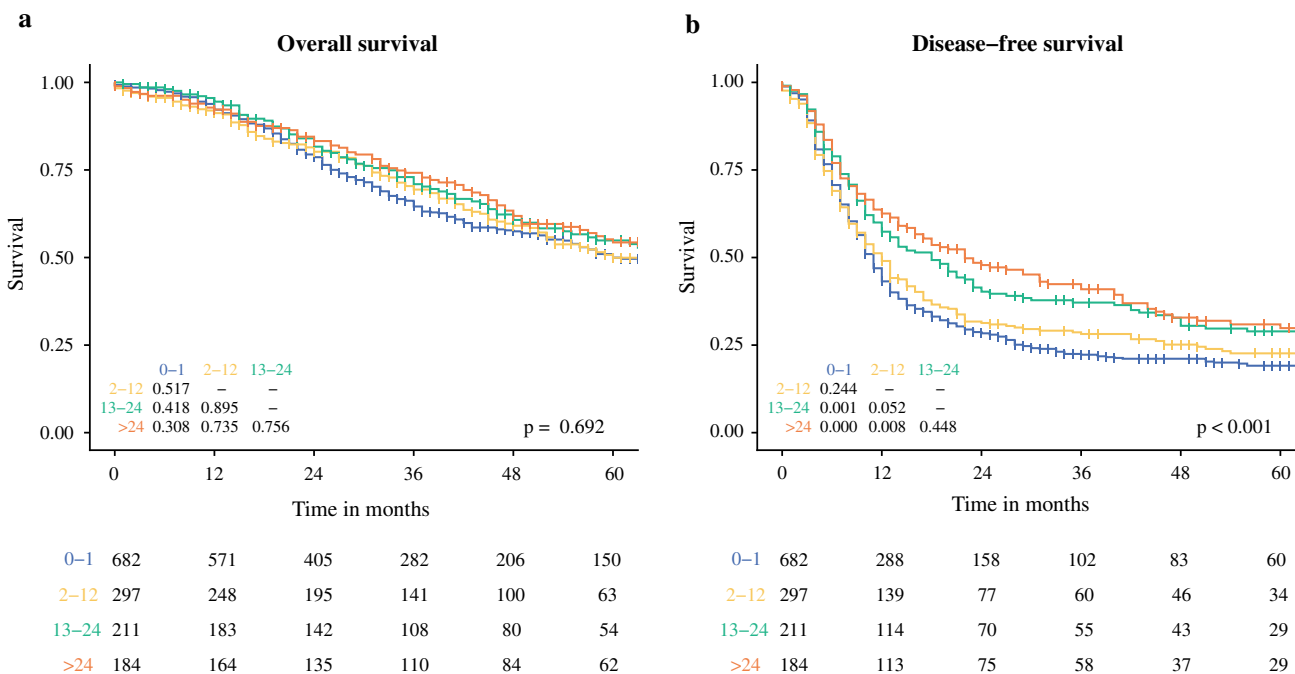 a
Overall survival
Survival
1.00
0.75
0.50
0.25
0.00
0–1 2–12 13–24
2–12 0.517 – –
13–24 0.418 0.895 –
>24 0.308 0.735 0.756
p = 0.692
0 12 24 36 48 60
Time in months
0–1 682 571 405 282 206 150
2–12 297 248 195 141 100 63
13–24 211 183 142 108 80 54
>24 184 164 135 110 84 62
b
Disease–free survival
Survival
1.00
0.75
0.50
0.25
0.00
0–1 2–12 13–24
2–12 0.244 – –
13–24 0.001 0.052 –
>24 0.000 0.008 0.448
p < 0.001
0 12 24 36 48 60
Time in months
0–1 682 288 158 102 83 60
2–12 297 139 77 60 46 34
13–24 211 114 70 55 43 29
>24 184 113 75 58 37 29